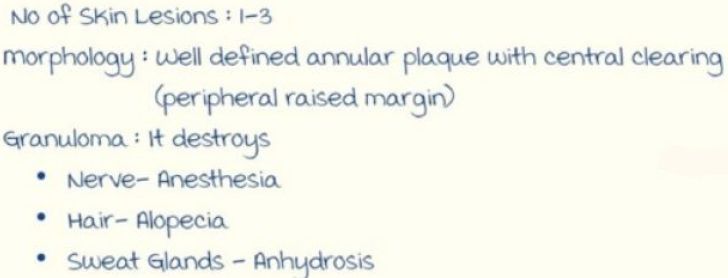 No of Skin Lesions : 1-3
morphology : Well defined annular plaque with central clearing
(peripheral raised margin)
Granuloma : It destroys
• Nerve- Anesthesia
• Hair- Alopecia
• Sweat Glands - Anhydrosis